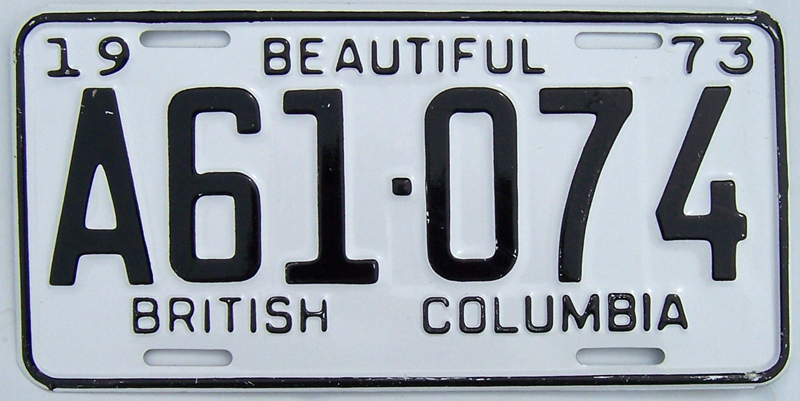 19 BEAUTIFUL 73
A61·074
BRITISH COLUMBIA